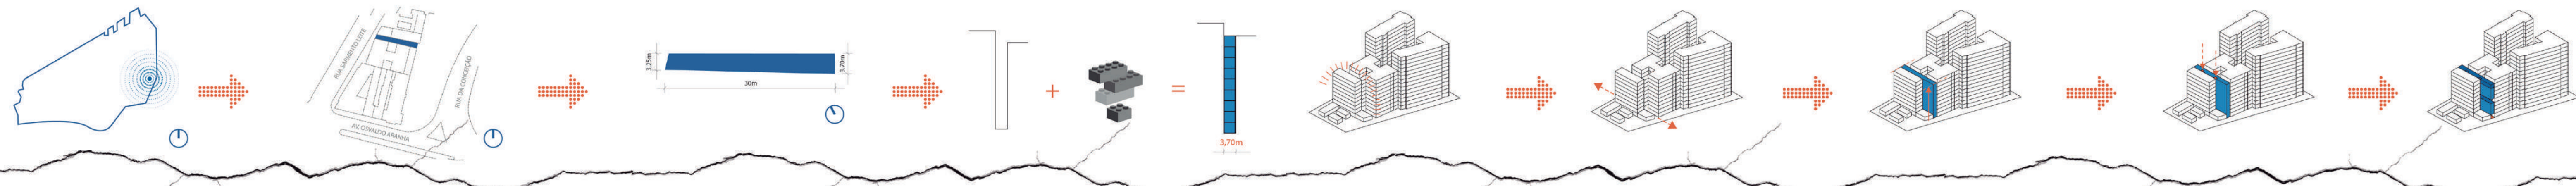 RUA SARMENTO LEITE
RUA DA CONCEIÇÃO
AV. OSVALDO ARANHA
3,25m
3,70m
30m
3,70m